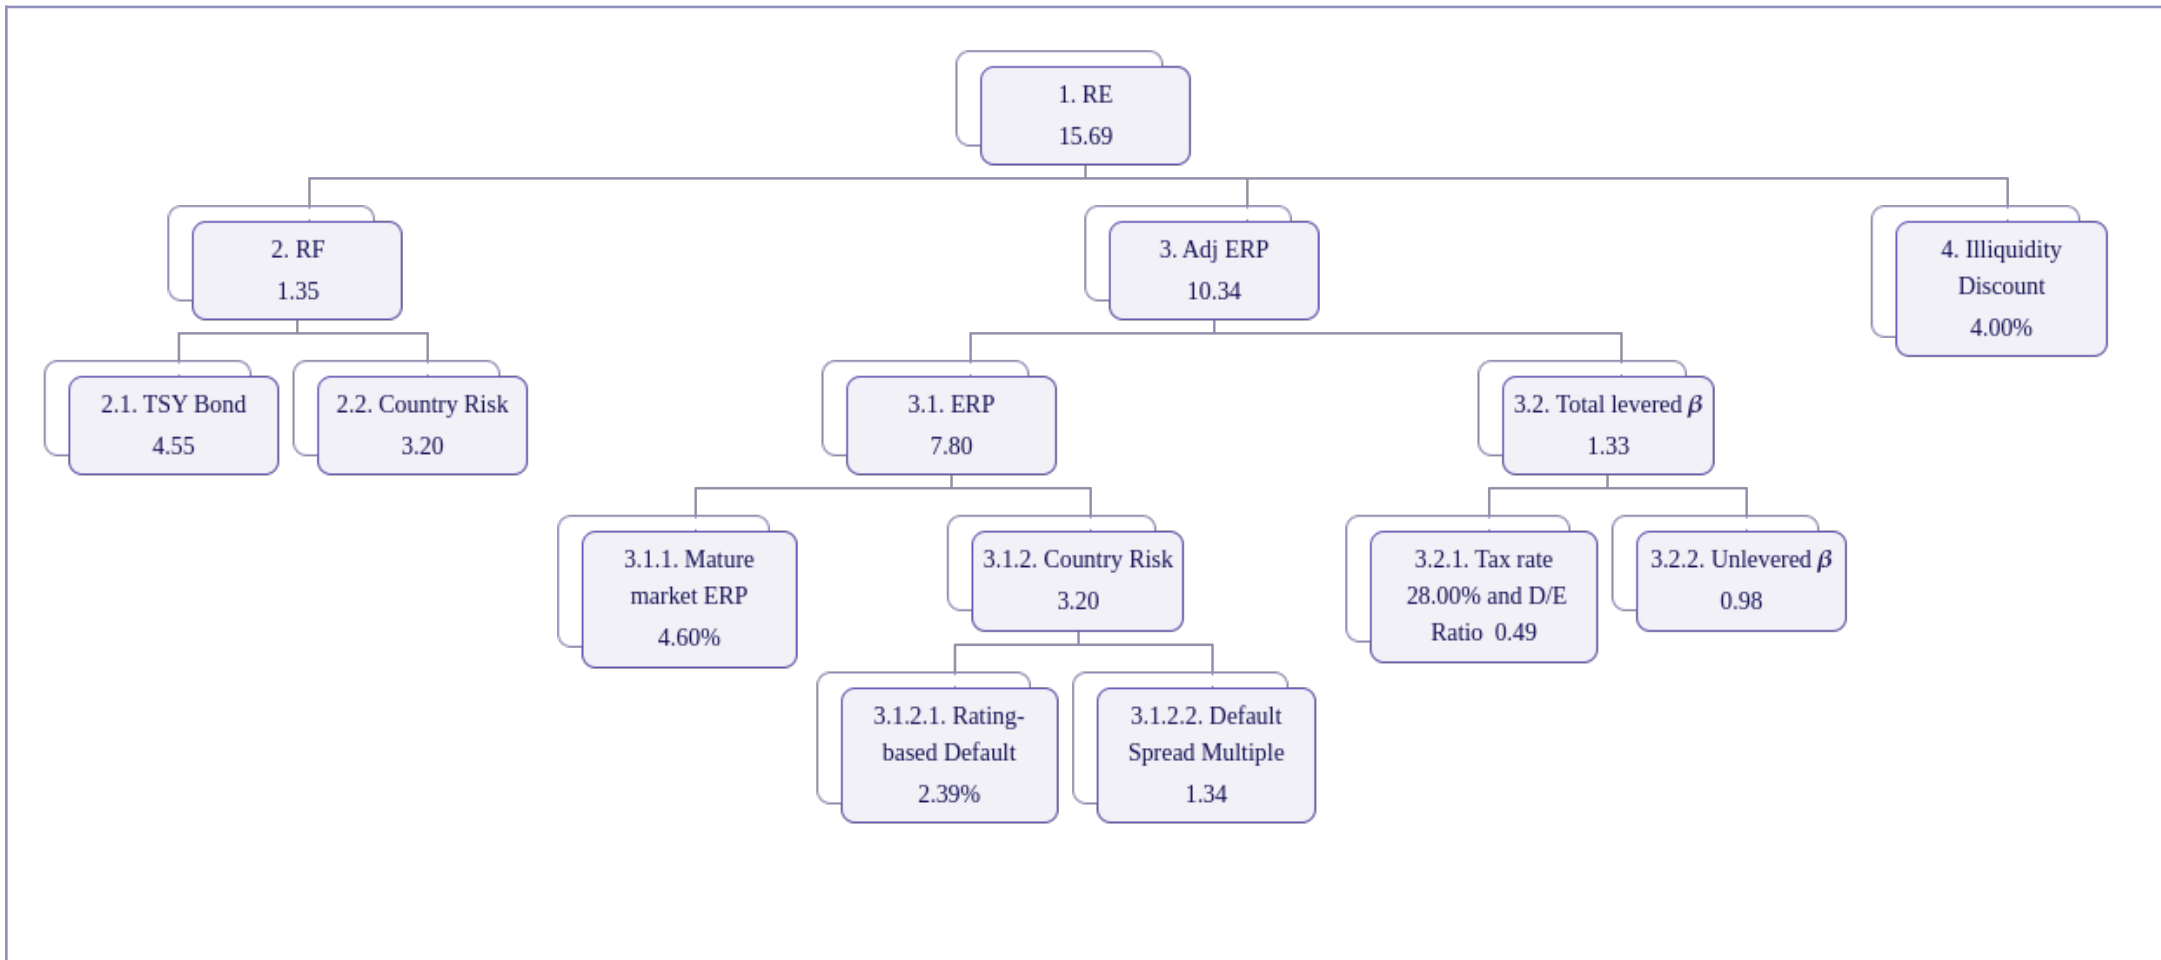 1. RE
15.69
2. RF
1.35
3. Adj ERP
10.34
4. Illiquidity
Discount
4.00%
2.1. TSY Bond
4.55
2.2. Country Risk
3.20
3.1. ERP
7.80
3.2. Total levered β
1.33
3.1.1. Mature
market ERP
4.60%
3.1.2. Country Risk
3.20
3.2.1. Tax rate
28.00% and D/E
Ratio 0.49
3.2.2. Unlevered β
0.98
3.1.2.1. Rating-
based Default
2.39%
3.1.2.2. Default
Spread Multiple
1.34